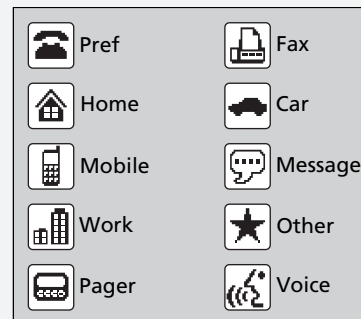 Pref
Fax
Home
Car
Mobile
Message
Work
Other
Pager
Voice